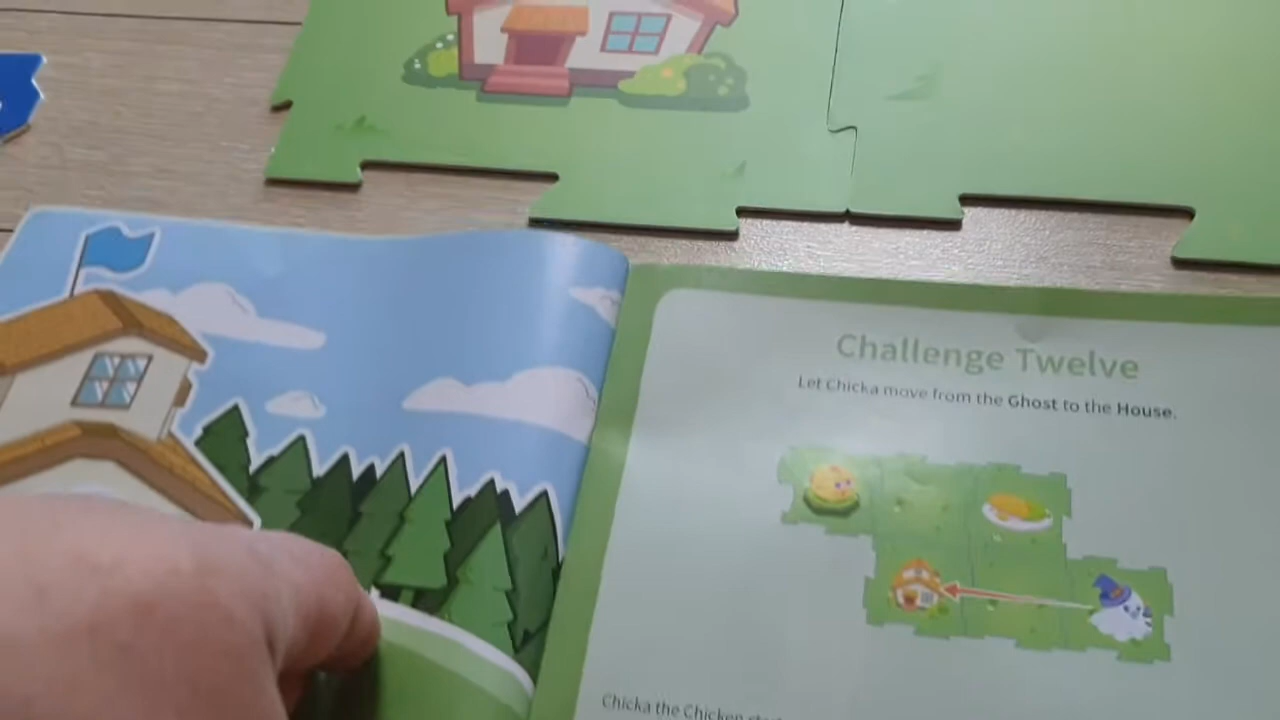 Challenge Twelve
Let Chicka move from the Ghost to the House.
Chicka the Chicken